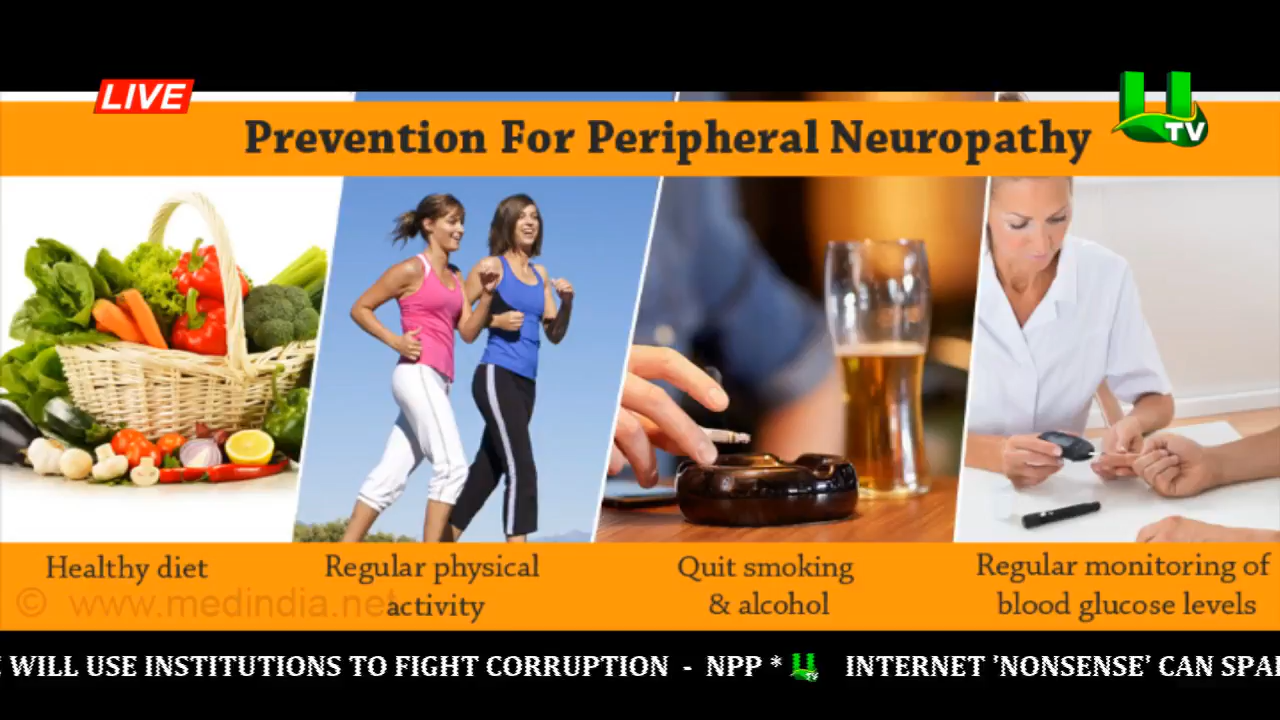 LIVE
U
TV
Prevention For Peripheral Neuropathy
Healthy diet
Regular physical
activity
Quit smoking
& alcohol
Regular monitoring of
blood glucose levels
© www.medindia.net
WILL USE INSTITUTIONS TO FIGHT CORRUPTION - NPP * U TV INTERNET 'NONSENSE' CAN